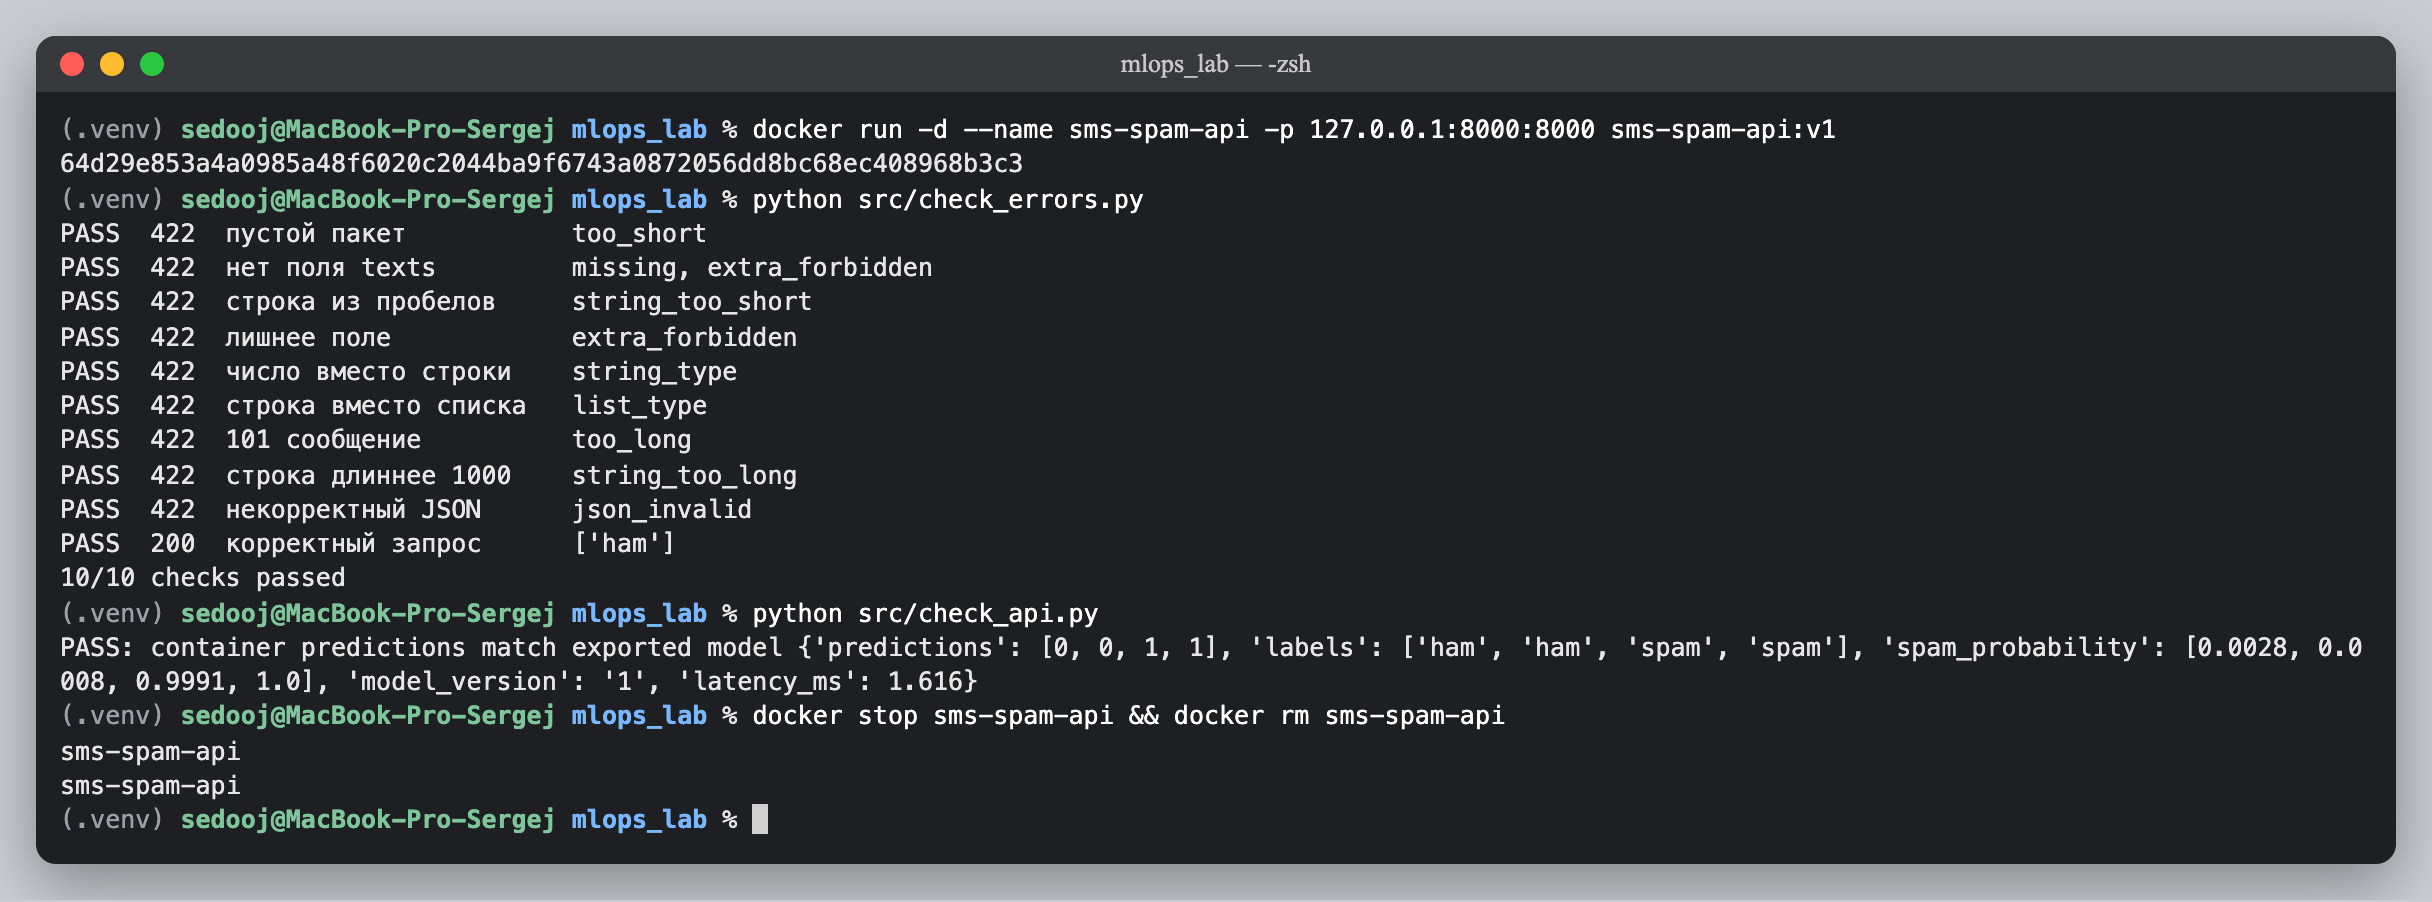 mlops_lab — -zsh
(.venv) sedooj@MacBook-Pro-Sergej mlops_lab % docker run -d --name sms-spam-api -p 127.0.0.1:8000:8000 sms-spam-api:v1
64d29e853a4a0985a48f6020c2044ba9f6743a0872056dd8bc68ec408968b3c3
(.venv) sedooj@MacBook-Pro-Sergej mlops_lab % python src/check_errors.py
PASS  422  пустой пакет           too_short
PASS  422  нет поля texts         missing, extra_forbidden
PASS  422  строка из пробелов     string_too_short
PASS  422  лишнее поле            extra_forbidden
PASS  422  число вместо строки    string_type
PASS  422  строка вместо списка   list_type
PASS  422  101 сообщение          too_long
PASS  422  строка длиннее 1000    string_too_long
PASS  422  некорректный JSON      json_invalid
PASS  200  корректный запрос      ['ham']
10/10 checks passed
(.venv) sedooj@MacBook-Pro-Sergej mlops_lab % python src/check_api.py
PASS: container predictions match exported model {'predictions': [0, 0, 1, 1], 'labels': ['ham', 'ham', 'spam', 'spam'], 'spam_probability': [0.0028, 0.0
008, 0.9991, 1.0], 'model_version': '1', 'latency_ms': 1.616}
(.venv) sedooj@MacBook-Pro-Sergej mlops_lab % docker stop sms-spam-api && docker rm sms-spam-api
sms-spam-api
sms-spam-api
(.venv) sedooj@MacBook-Pro-Sergej mlops_lab %